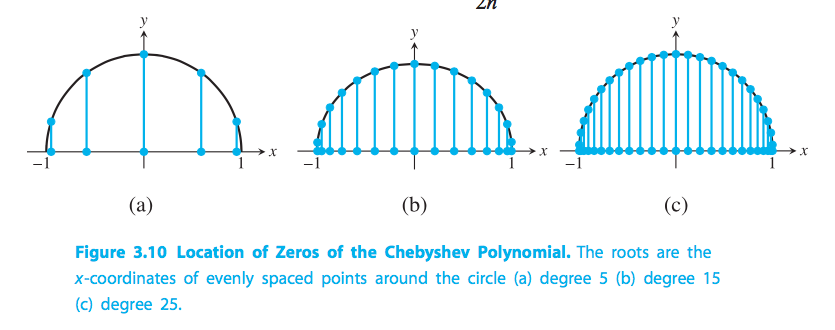 2n
y
y
y
x
x
x
−1
1
−1
1
−1
1
(a)
(b)
(c)
Figure 3.10 Location of Zeros of the Chebyshev Polynomial. The roots are the
x-coordinates of evenly spaced points around the circle (a) degree 5 (b) degree 15
(c) degree 25.